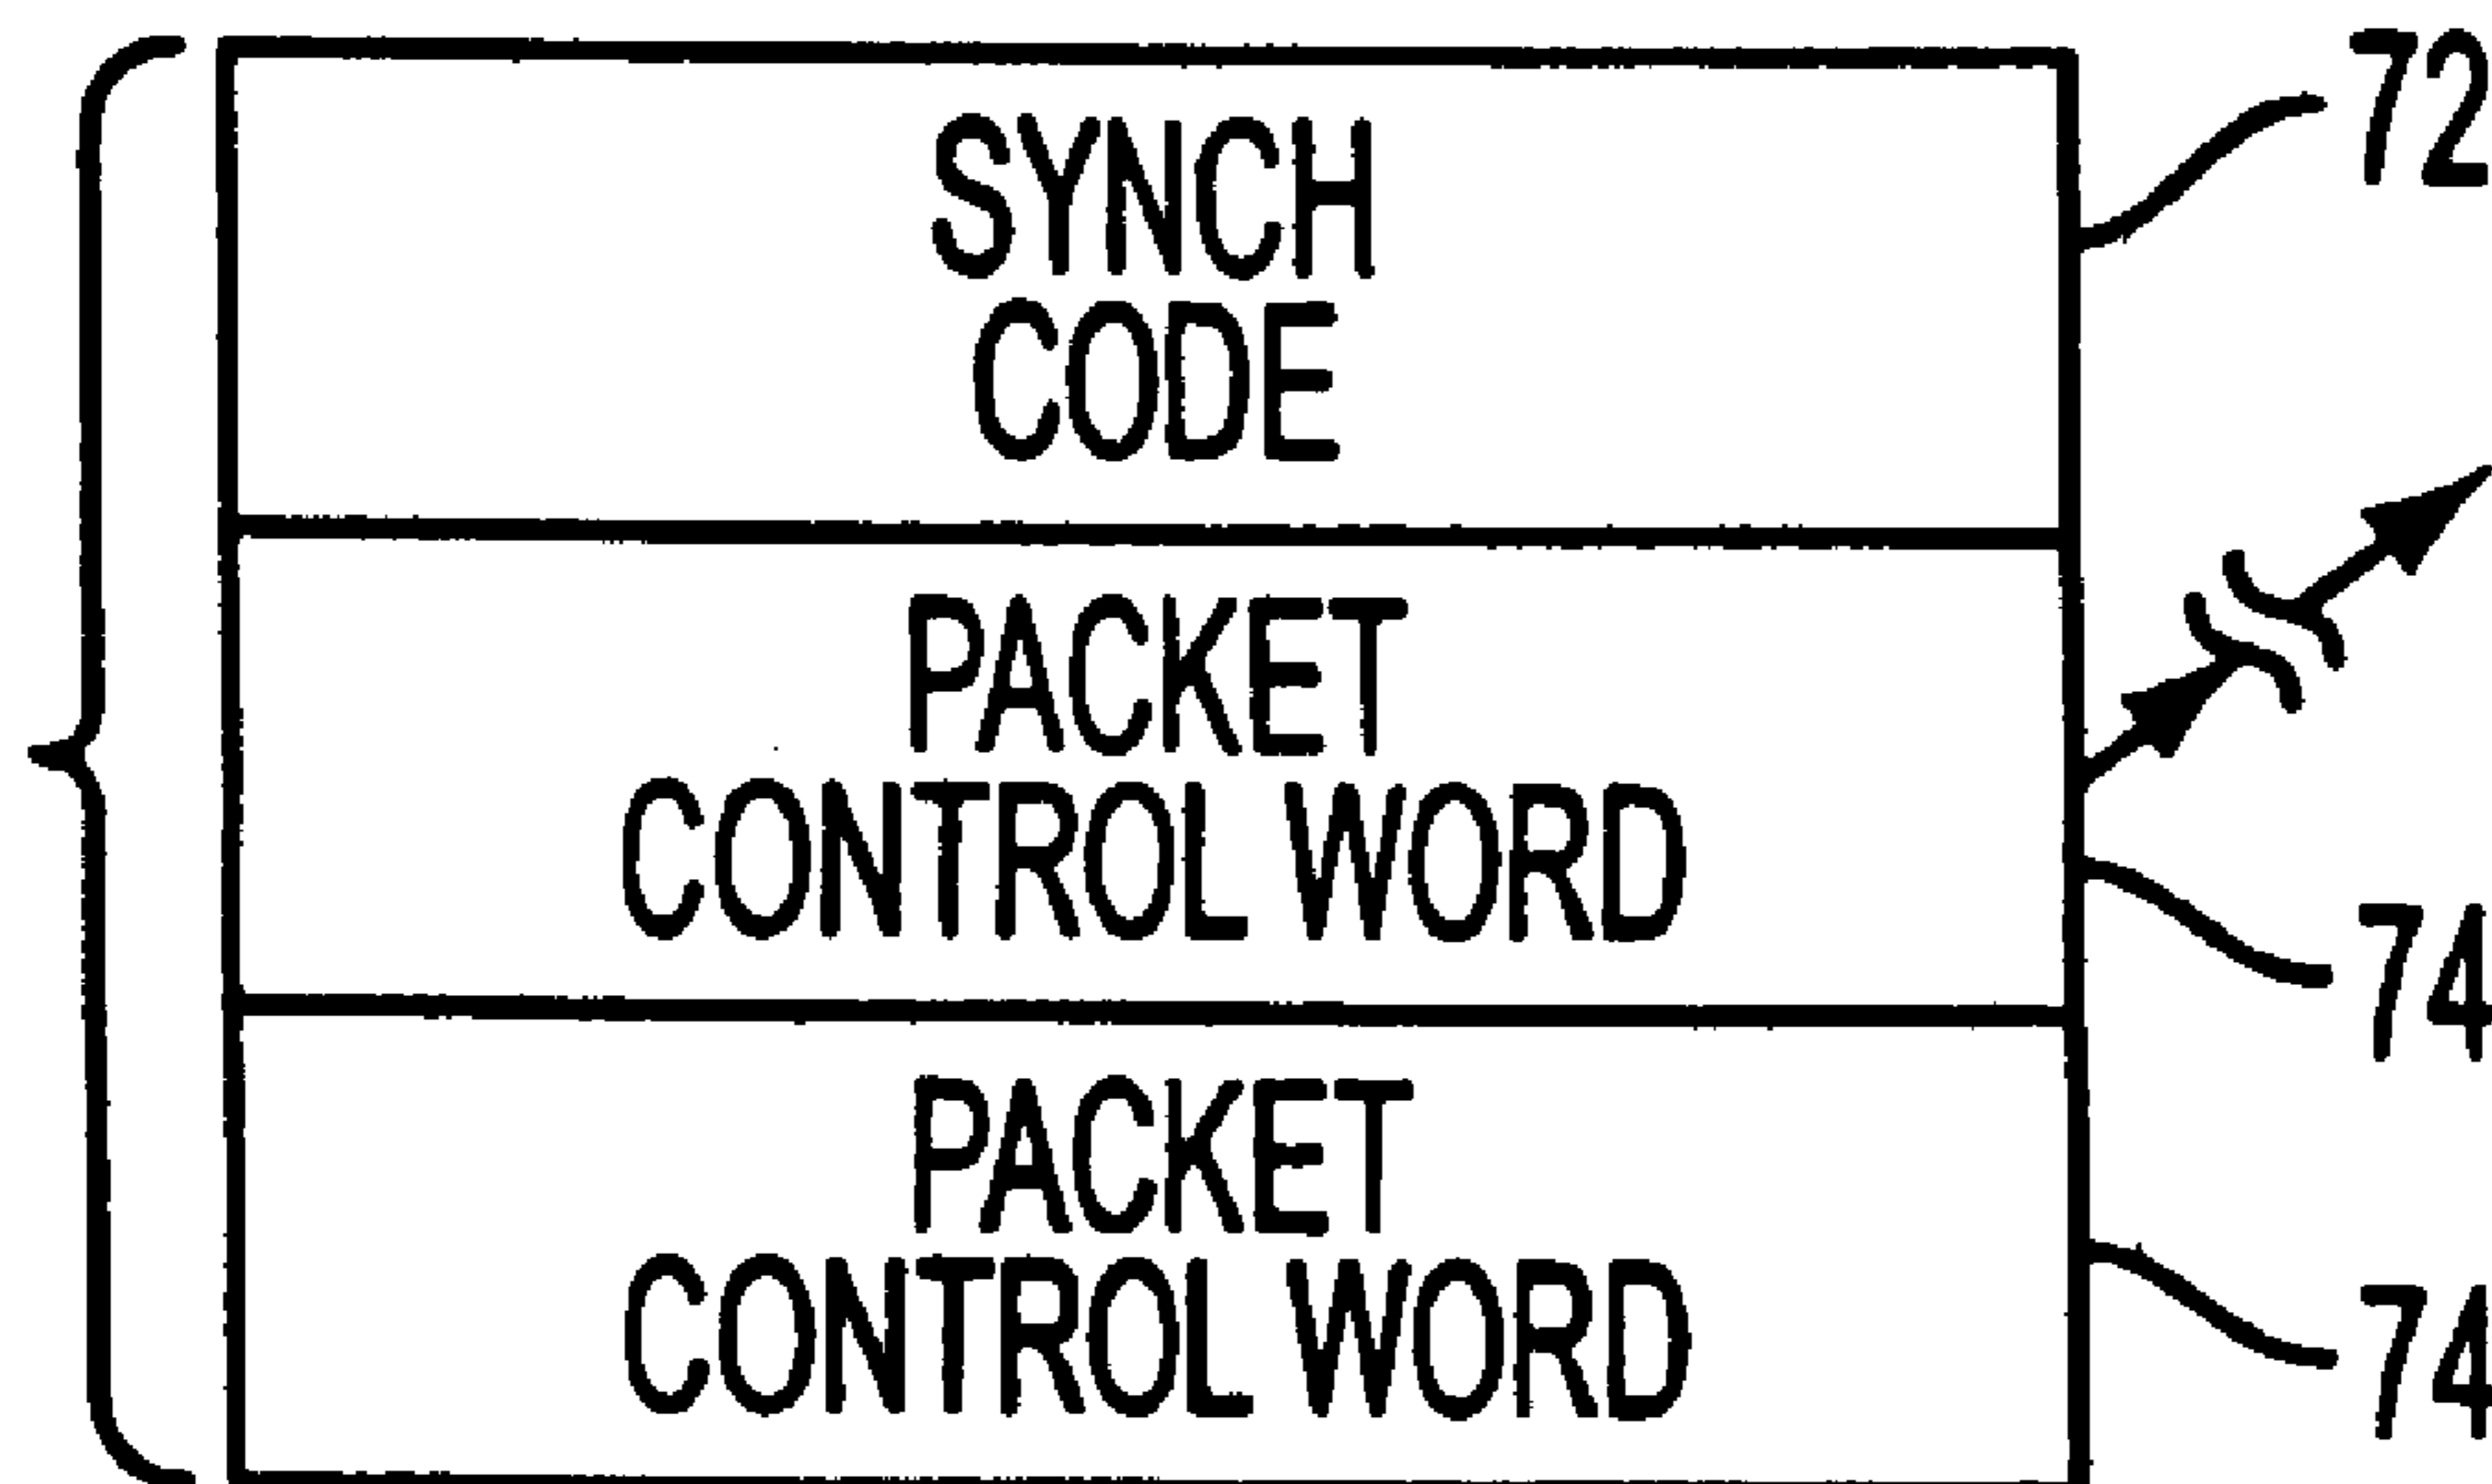 SYNCH
CODE
72
PACKET
CONTROL WORD
74
PACKET
CONTROL WORD
74